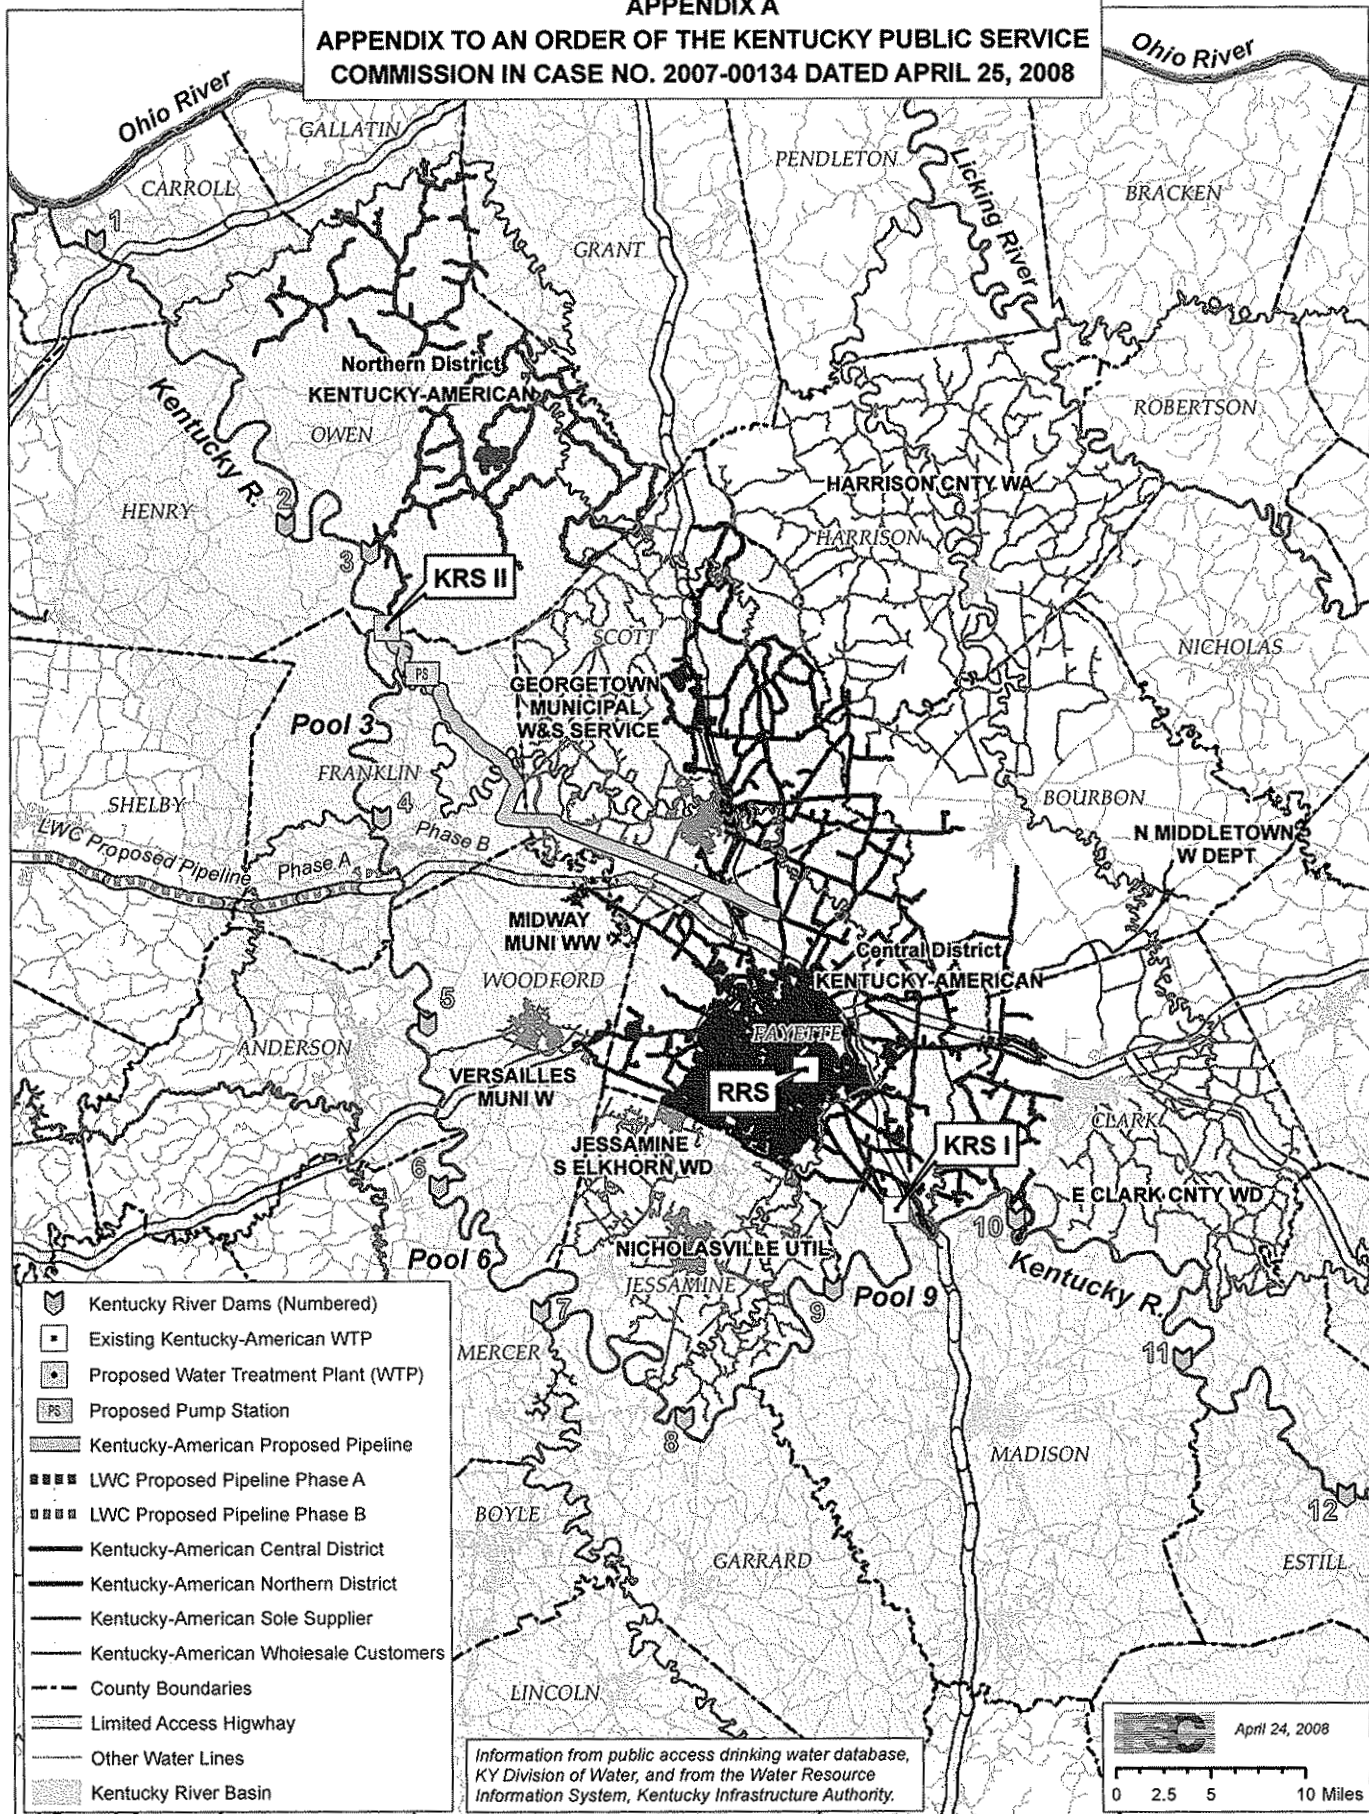 APPENDIX A
APPENDIX TO AN ORDER OF THE KENTUCKY PUBLIC SERVICE
COMMISSION IN CASE NO. 2007-00134 DATED APRIL 25, 2008
Ohio River
Ohio River
GALLATIN
CARROLL
PENDLETON
BRACKEN
Licking River
1
GRANT
Northern District
KENTUCKY-AMERICAN
Kentucky R.
OWEN
ROBERTSON
HENRY
2
HARRISON CNTY WA
HARRISON
3
KRS II
SCOTT
NICHOLAS
PS
GEORGETOWN
MUNICIPAL
W&S SERVICE
Pool 3
FRANKLIN
SHELBY
4
BOURBON
LWC Proposed Pipeline
Phase A
Phase B
N MIDDLETOWN
W DEPT
MIDWAY
MUNI WW
Central District
KENTUCKY-AMERICAN
WOODFORD
5
FAYETTE
ANDERSON
VERSAILLES
MUNI W
RRS
CLARK
JESSAMINE
S ELKHORN WD
KRS I
6
E CLARK CNTY WD
10
Pool 6
NICHOLASVILLE UTIL
JESSAMINE
Kentucky R.
9
Pool 9
7
MERCER
11
8
MADISON
12
BOYLE
GARRARD
ESTILL
LINCOLN
Kentucky River Dams (Numbered)
Existing Kentucky-American WTP
Proposed Water Treatment Plant (WTP)
PS Proposed Pump Station
Kentucky-American Proposed Pipeline
LWC Proposed Pipeline Phase A
LWC Proposed Pipeline Phase B
Kentucky-American Central District
Kentucky-American Northern District
Kentucky-American Sole Supplier
Kentucky-American Wholesale Customers
County Boundaries
Limited Access Higwhay
Other Water Lines
Kentucky River Basin
Information from public access drinking water database,
KY Division of Water, and from the Water Resource
Information System, Kentucky Infrastructure Authority.
April 24, 2008
0 2.5 5 10 Miles